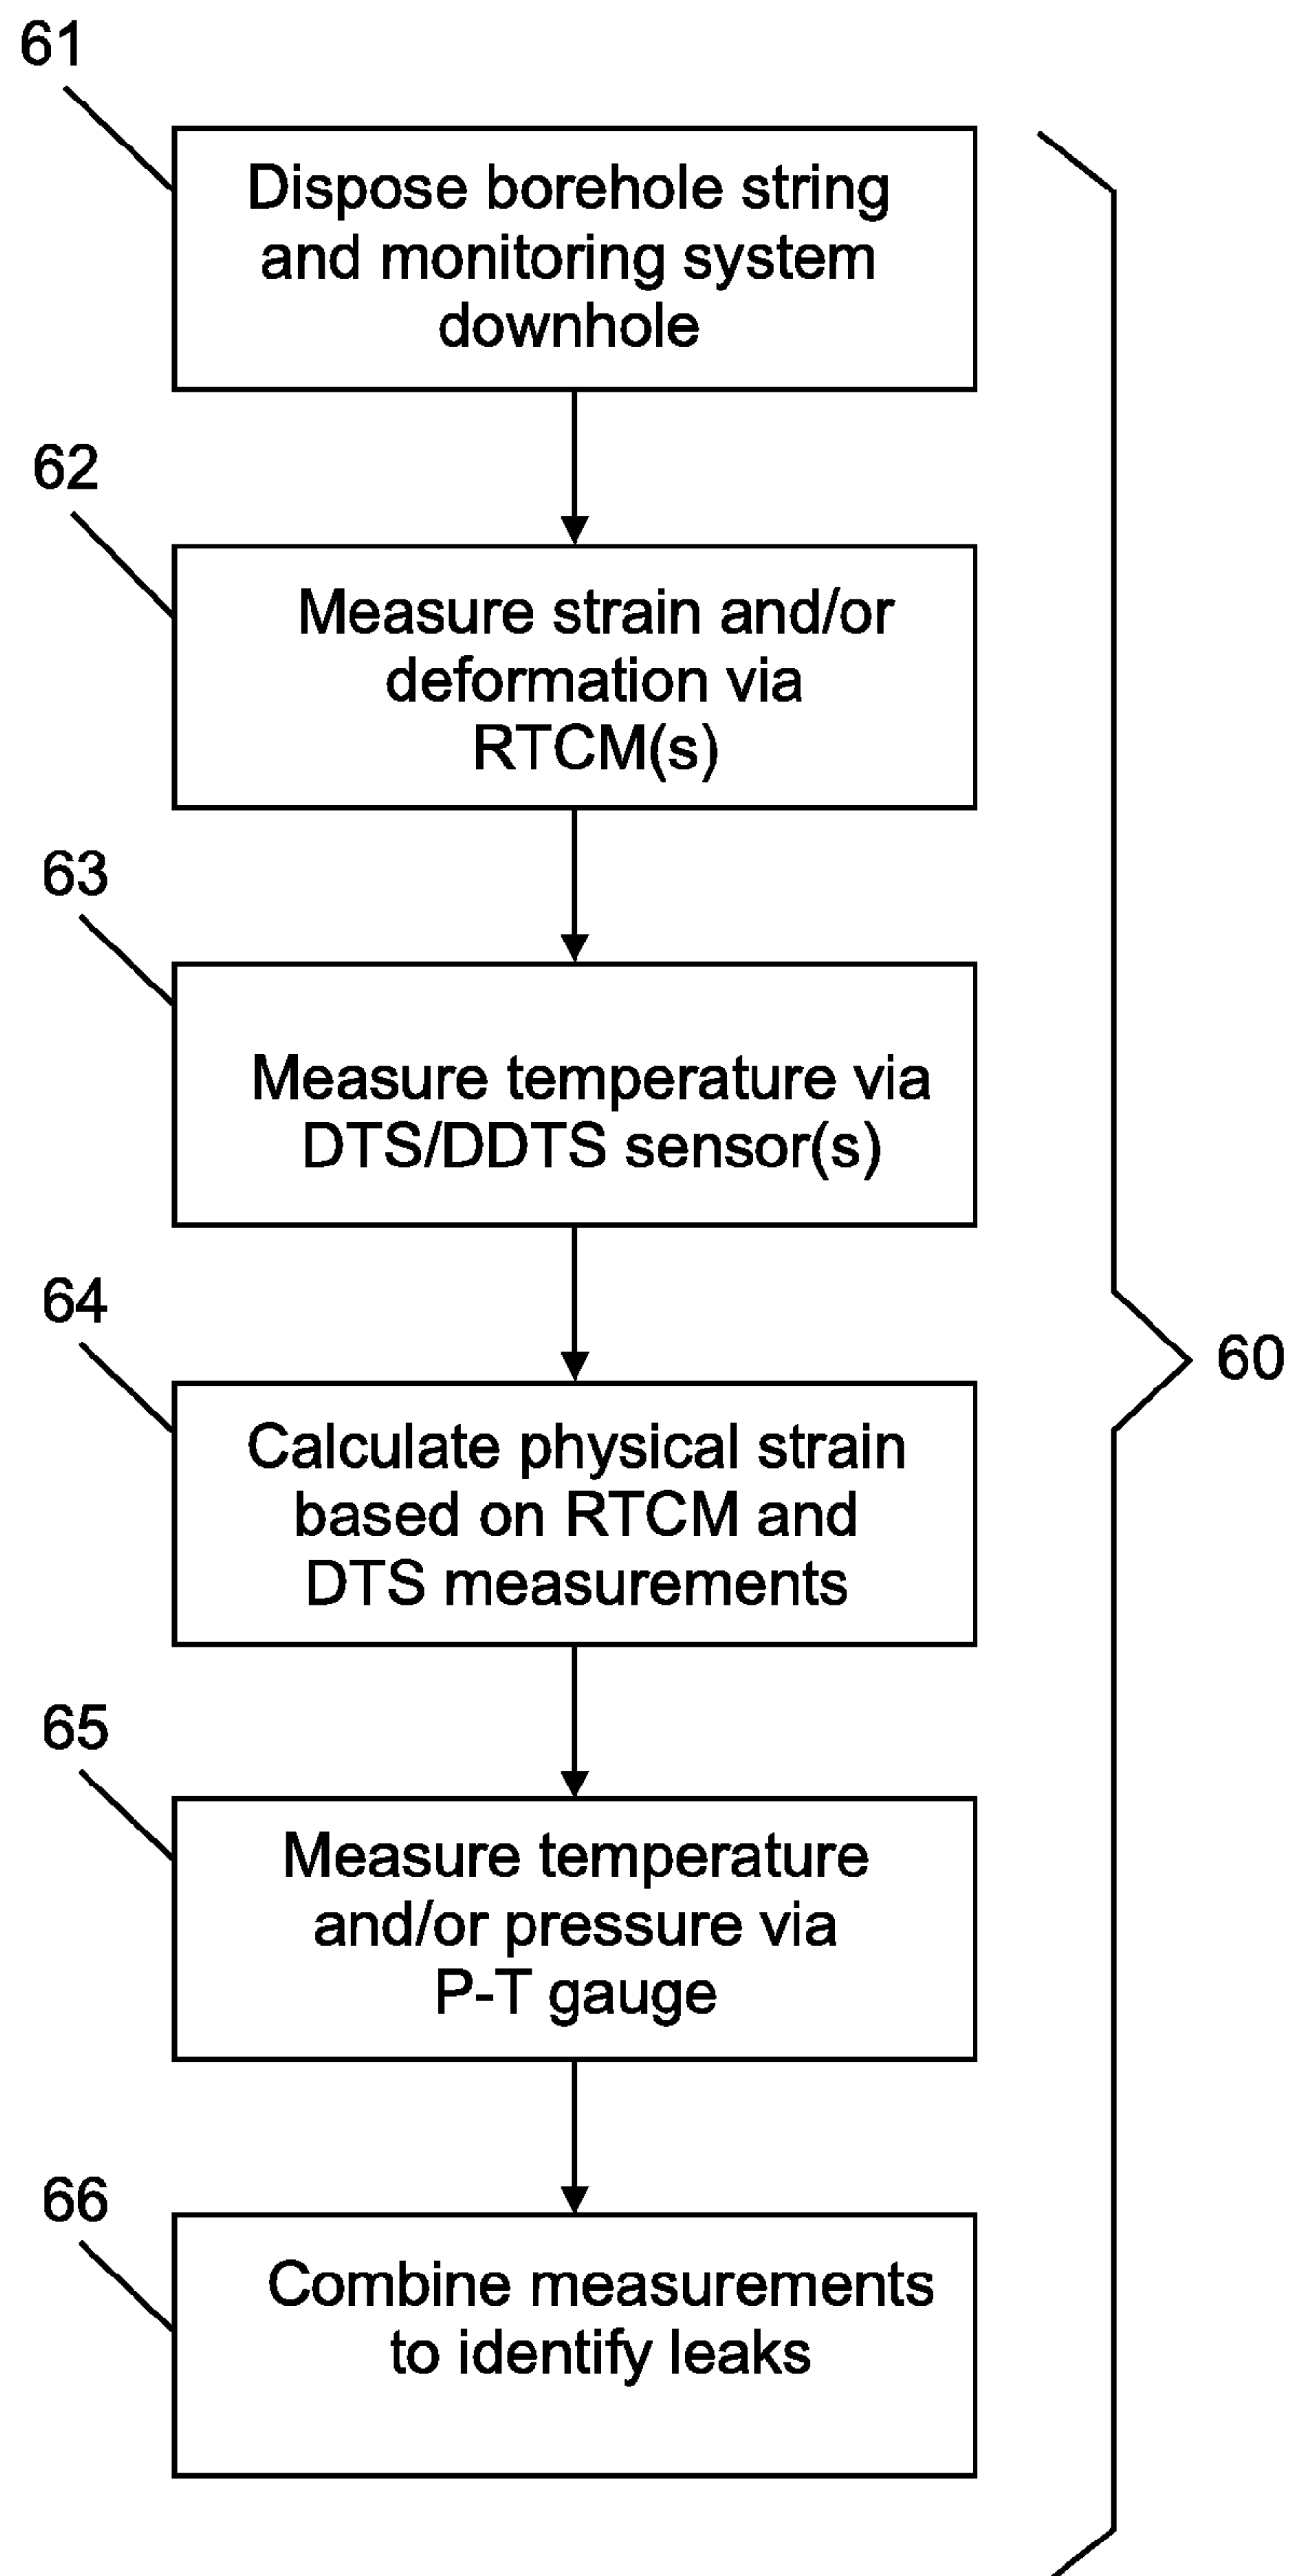 61
Dispose borehole string
and monitoring system
downhole
62
Measure strain and/or
deformation via
RTCM(s)
63
Measure temperature via
DTS/DDTS sensor(s)
64
Calculate physical strain
based on RTCM and
DTS measurements
60
65
Measure temperature
and/or pressure via
P-T gauge
66
Combine measurements
to identify leaks